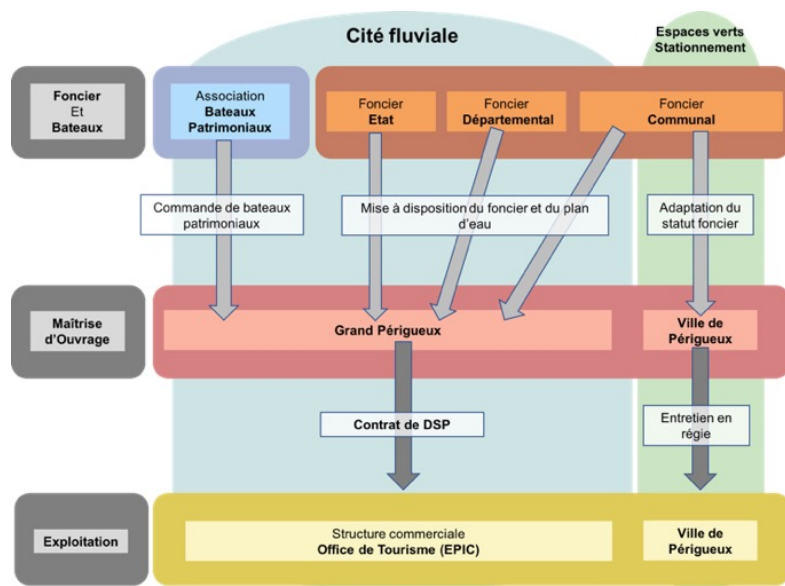 Cité fluviale
Espaces verts
Stationnement
Foncier
Et
Bateaux
Association
Bateaux
Patrimoniaux
Foncier
Etat
Foncier
Départemental
Foncier
Communal
Commande de bateaux
patrimoniaux
Mise à disposition du foncier et du plan
d'eau
Adaptation du
statut foncier
Maîtrise
d'Ouvrage
Grand Périgueux
Ville de
Périgueux
Contrat de DSP
Entretien en
régie
Exploitation
Structure commerciale
Office de Tourisme (EPIC)
Ville de
Périgueux